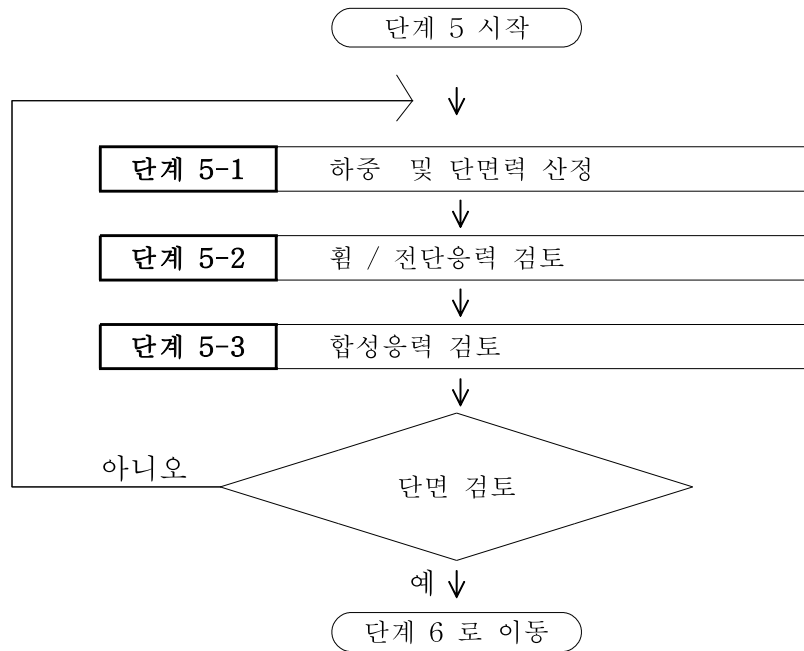 단계 5 시작
단계 5-1 하중 및 단면력 산정
단계 5-2 휨 / 전단응력 검토
단계 5-3 합성응력 검토
아니오
단면 검토
예
단계 6 로 이동